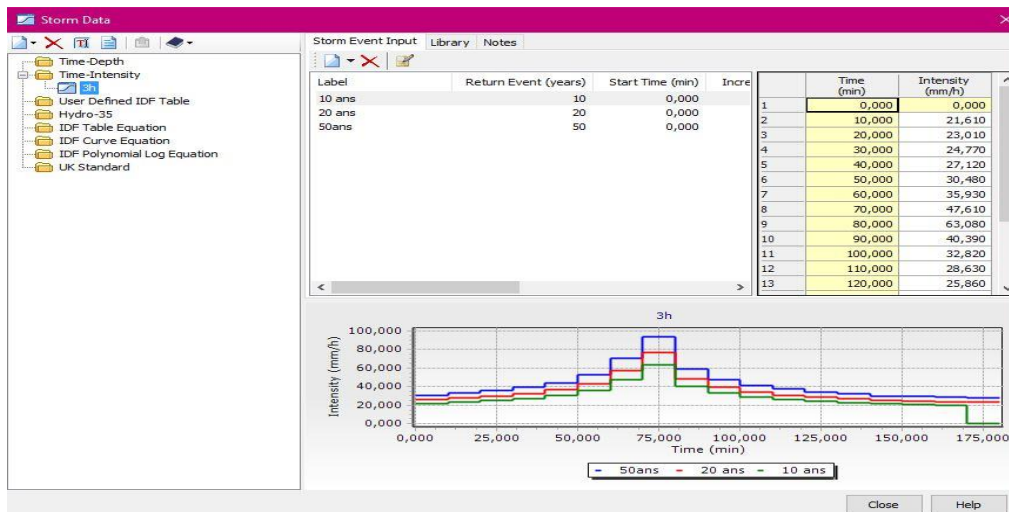 Storm Data
Time-Depth
Time-Intensity
3h
User Defined IDF Table
Hydro-35
IDF Table Equation
IDF Curve Equation
IDF Polynomial Log Equation
UK Standard
Storm Event Input Library Notes
Label Return Event (years) Start Time (min) Incre
10 ans 10 0,000
20 ans 20 0,000
50ans 50 0,000
Time (min) Intensity (mm/h)
1 0,000 0,000
2 10,000 21,610
3 20,000 23,010
4 30,000 24,770
5 40,000 27,120
6 50,000 30,480
7 60,000 35,930
8 70,000 47,610
9 80,000 63,080
10 90,000 40,390
11 100,000 32,820
12 110,000 28,630
13 120,000 25,860
3h
Intensity (mm/h)
100,000
80,000
60,000
40,000
20,000
0,000
0,000 25,000 50,000 75,000 100,000 125,000 150,000 175,000
Time (min)
50ans 20 ans 10 ans
Close Help